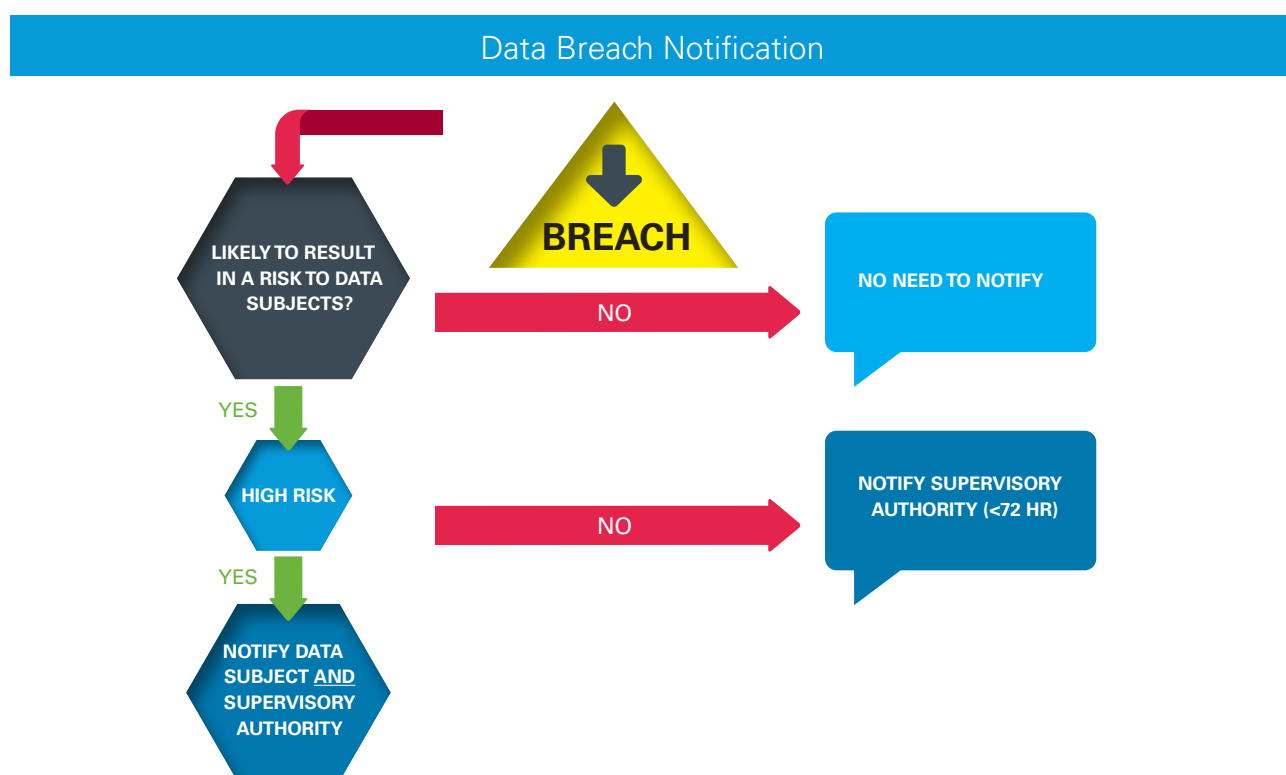 Data Breach Notification
BREACH
LIKELY TO RESULT
IN A RISK TO DATA
SUBJECTS?
NO
NO NEED TO NOTIFY
YES
HIGH RISK
NO
NOTIFY SUPERVISORY
AUTHORITY (<72 HR)
YES
NOTIFY DATA
SUBJECT AND
SUPERVISORY
AUTHORITY